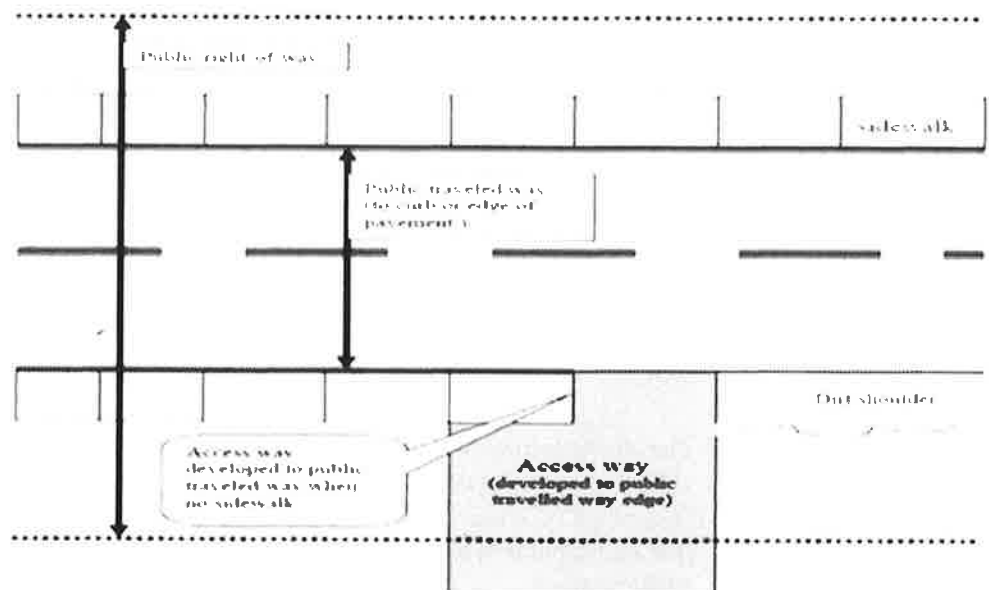 Public right of way
sidewalk
Public traveled way
(to curb or edge of
pavement )
Dirt shoulder
Access way
developed to public
traveled way when
no sidewalk
Access way
(developed to public
travelled way edge)